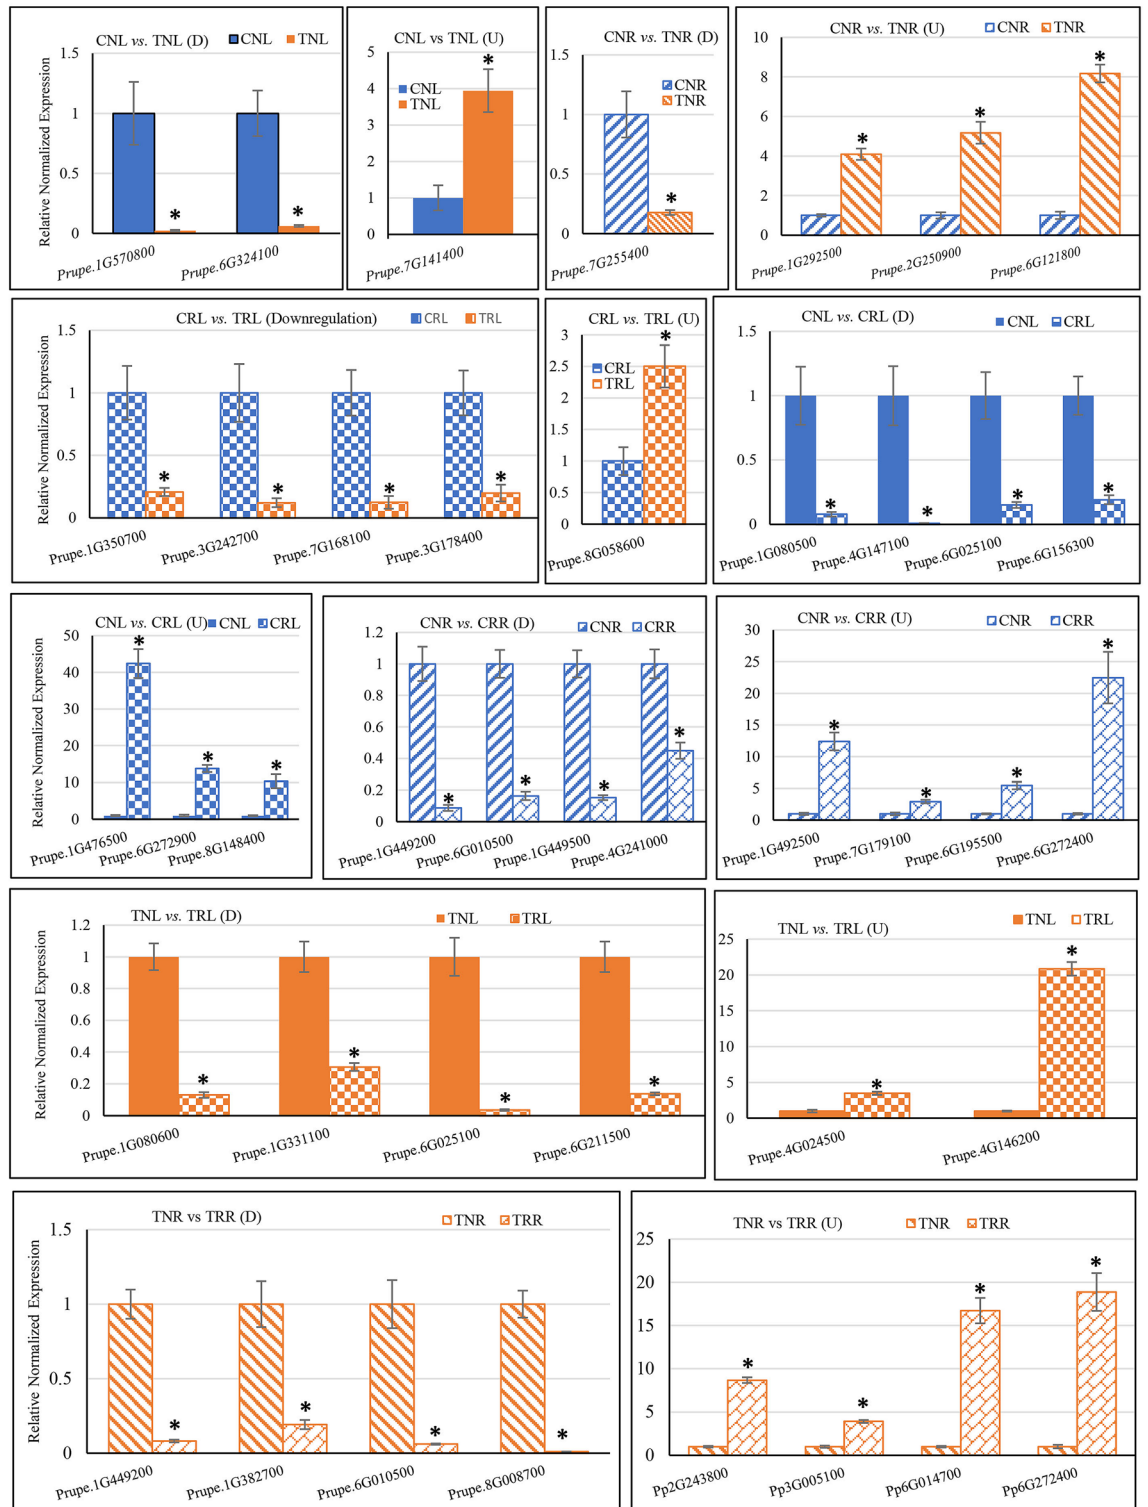 CNL vs. TNL (D) CNL TNL
Relative Normalized Expression
1.5
1
0.5
0
* *
Prupe.1G570800 Prupe.6G324100
CNL vs TNL (U)
CNL
TNL
5
4
3
2
1
0
*
Prupe.7G141400
CNR vs. TNR (D)
CNR
TNR
1.5
1
0.5
0
*
Prupe.7G255400
CNR vs. TNR (U) CNR TNR
10
8
6
4
2
0
* * *
Prupe.1G292500 Prupe.2G250900 Prupe.6G121800
CRL vs. TRL (Downregulation) CRL TRL
Relative Normalized Expression
1.5
1
0.5
0
* * * *
Prupe.1G350700 Prupe.3G242700 Prupe.7G168100 Prupe.3G178400
CRL vs. TRL (U)
CRL
TRL
3
2.5
2
1.5
1
0.5
0
*
Prupe.8G058600
CNL vs. CRL (D) CNL CRL
1.5
1
0.5
0
* * * *
Prupe.1G080500 Prupe.4G147100 Prupe.6G025100 Prupe.6G156300
CNL vs. CRL (U) CNL CRL
Relative Normalized Expression
50
40
30
20
10
0
* * *
Prupe.1G476500 Prupe.6G272900 Prupe.8G148400
CNR vs. CRR (D) CNR CRR
1.2
1
0.8
0.6
0.4
0.2
0
* * * *
Prupe.1G449200 Prupe.6G010500 Prupe.1G449500 Prupe.4G241000
CNR vs. CRR (U) CNR CRR
30
25
20
15
10
5
0
* * * *
Prupe.1G492500 Prupe.7G179100 Prupe.6G195500 Prupe.6G272400
TNL vs. TRL (D) TNL TRL
Relative Normalized Expression
1.2
1
0.8
0.6
0.4
0.2
0
* * * *
Prupe.1G080600 Prupe.1G331100 Prupe.6G025100 Prupe.6G211500
TNL vs. TRL (U) TNL TRL
25
20
15
10
5
0
* *
Prupe.4G024500 Prupe.4G146200
TNR vs TRR (D) TNR TRR
Relative Normalized Expression
1.5
1
0.5
0
* * * *
Prupe.1G449200 Prupe.1G382700 Prupe.6G010500 Prupe.8G008700
TNR vs TRR (U) TNR TRR
25
20
15
10
5
0
* * * *
Pp2G243800 Pp3G005100 Pp6G014700 Pp6G272400